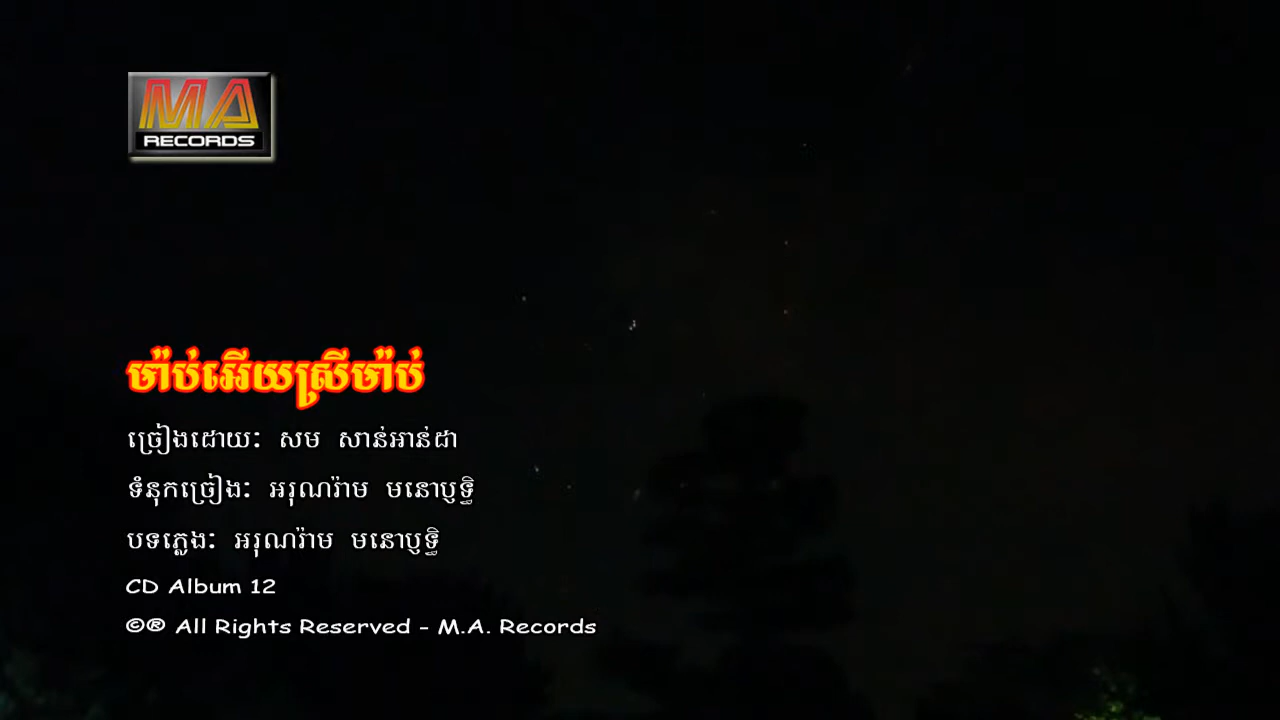 MA
RECORDS
ម៉ាប់អើយស្រីម៉ាប់
ច្រៀងដោយ: សម សាន់អាន់ដា
ទំនុកច្រៀង: អរុណរ៉ាម មនោឫទ្ធិ
បទភ្លេង: អរុណរ៉ាម មនោឫទ្ធិ
CD Album 12
©® All Rights Reserved - M.A. Records